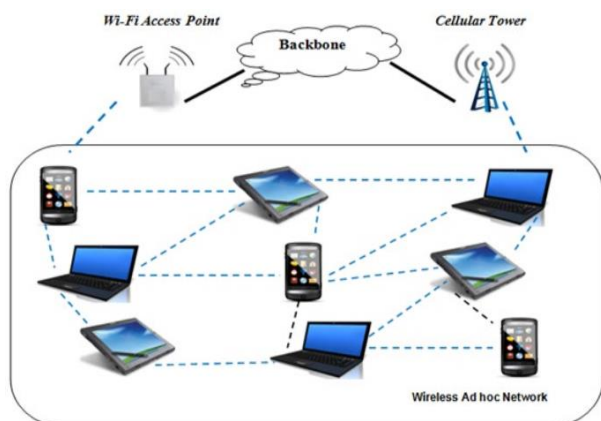 Wi-Fi Access Point
Cellular Tower
Backbone
Wireless Ad hoc Network